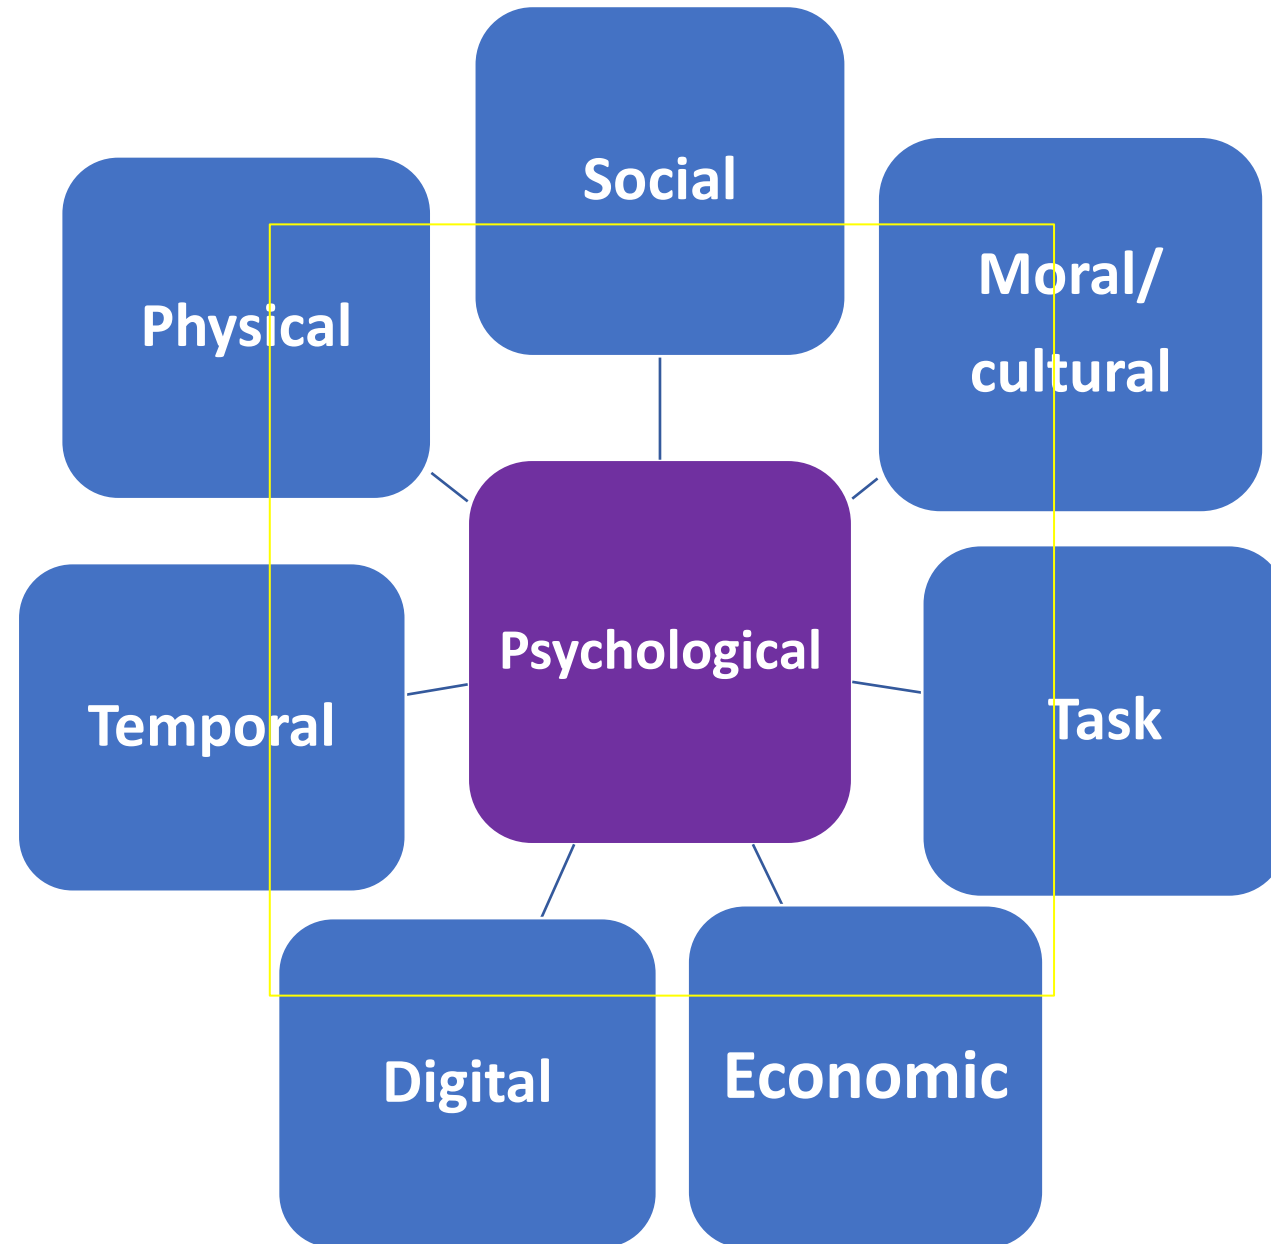 Social
Moral/
cultural
Physical
Psychological
Temporal
Task
Digital
Economic